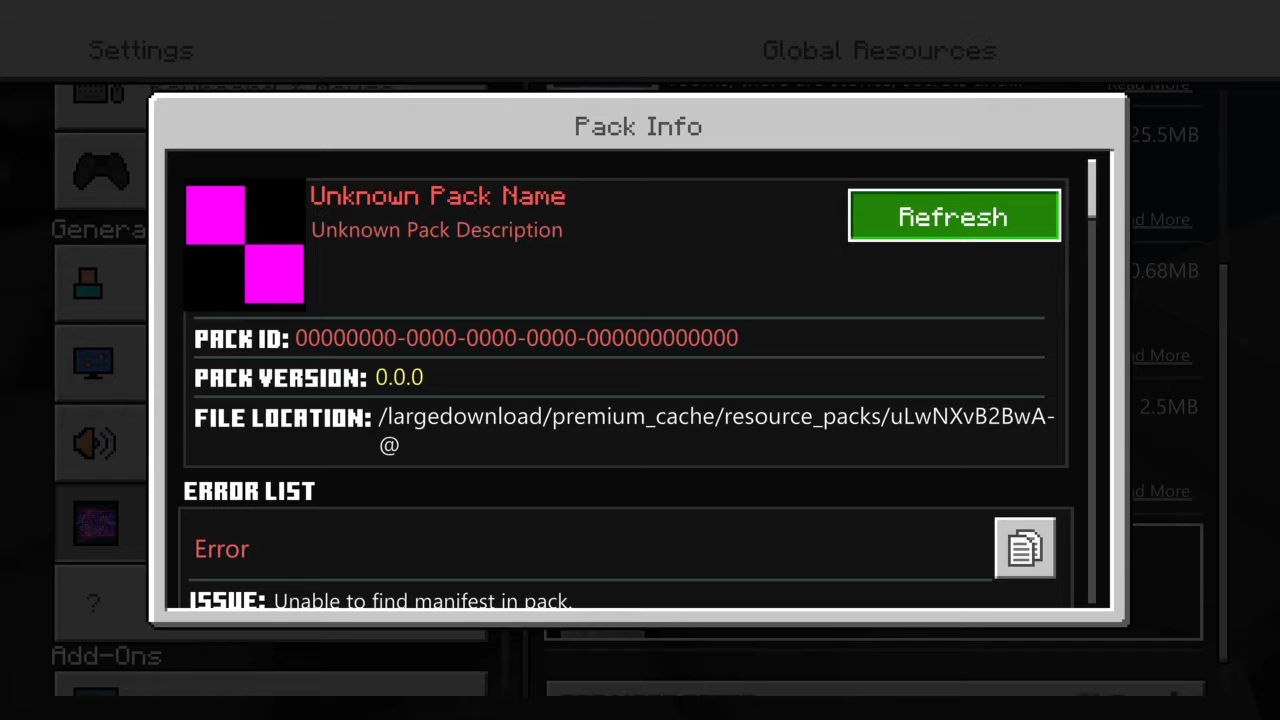 Settings
Global Resources
Read More
Pack Info
25.5MB
Unknown Pack Name
Refresh
Unknown Pack Description
0.68MB
PACK ID: 00000000-0000-0000-0000-000000000000
PACK VERSION: 0.0.0
FILE LOCATION: /largedownload/premium_cache/resource_packs/uLwNXvB2BwA-
@
2.5MB
ERROR LIST
Error
ISSUE: Unable to find manifest in pack.
?
Add-Ons